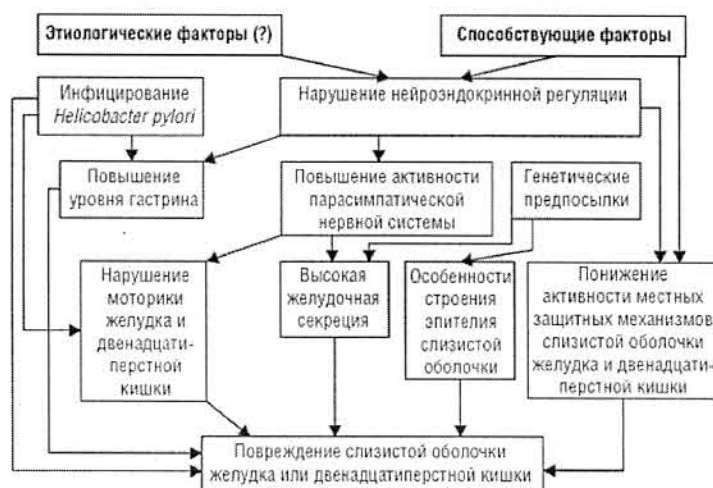 Этиологические факторы (?)
Способствующие факторы
Инфицирование
Helicobacter pylori
Нарушение нейроэндокринной регуляции
Повышение
уровня гастрина
Повышение активности
парасимпатической
нервной системы
Генетические
предпосылки
Нарушение
моторики
желудка и
двенадцати-
перстной
кишки
Высокая
желудочная
секреция
Особенности
строения
эпителия
слизистой
оболочки
Понижение
активности местных
защитных механизмов
слизистой оболочки
желудка и двенадцати-
перстной кишки
Повреждение слизистой оболочки
желудка или двенадцатиперстной кишки